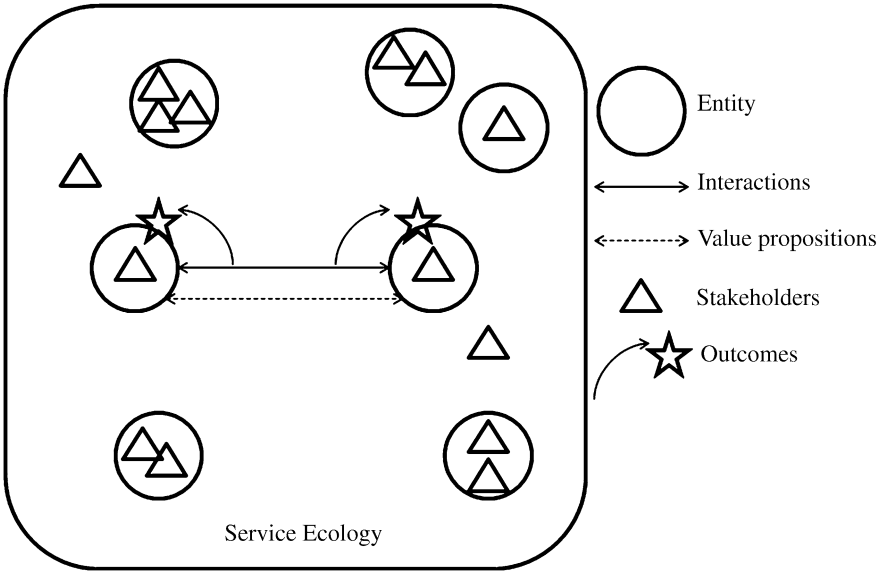 Entity
Interactions
Value propositions
Stakeholders
Outcomes
Service Ecology